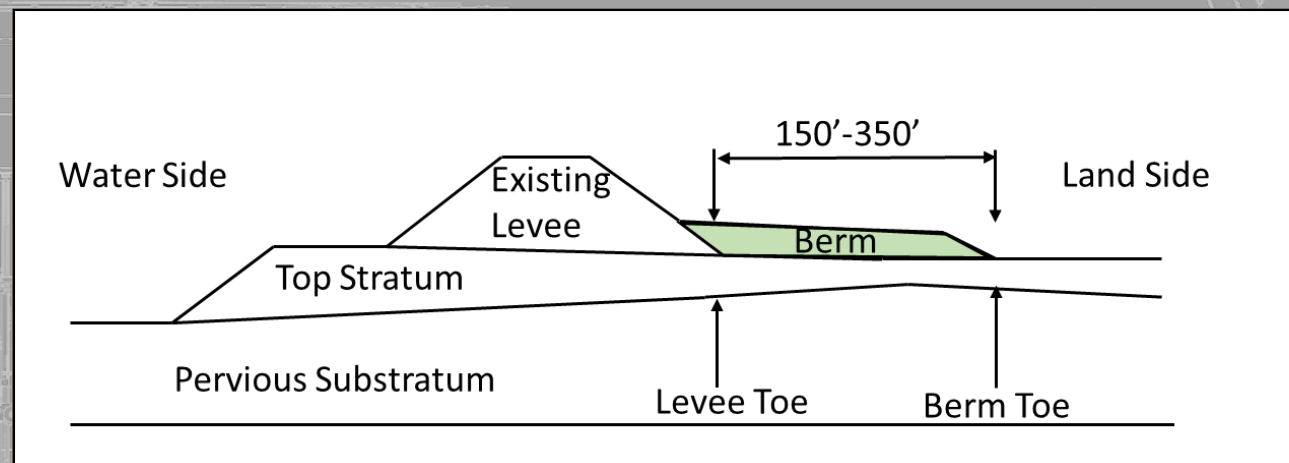 150’-350’
Water Side
Existing
Levee
Land Side
Berm
Top Stratum
Pervious Substratum
Levee Toe
Berm Toe